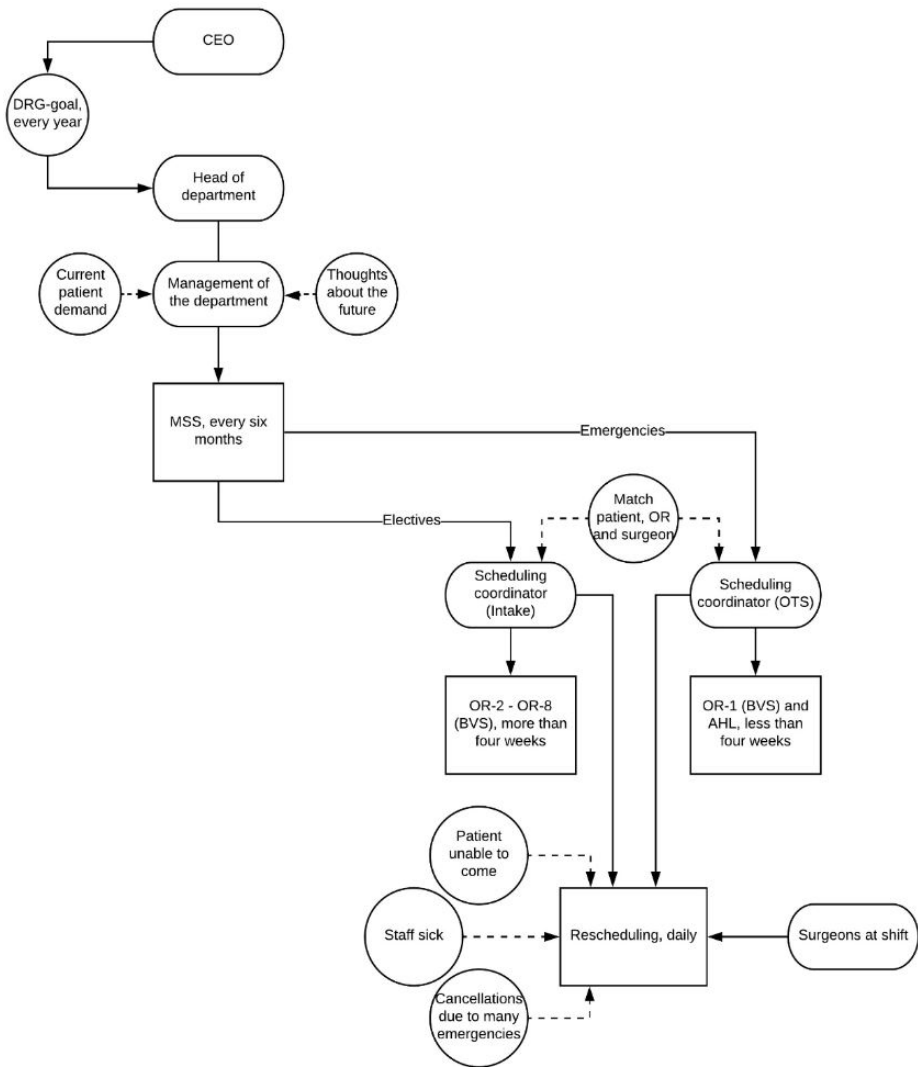 CEO
DRG-goal,
every year
Head of
department
Current
patient
demand
Management of
the department
Thoughts
about the
future
MSS, every six
months
Emergencies
Electives
Match
patient, OR
and surgeon
Scheduling
coordinator
(Intake)
Scheduling
coordinator (OTS)
OR-2 - OR-8
(BVS), more than
four weeks
OR-1 (BVS) and
AHL, less than
four weeks
Patient
unable to
come
Staff sick
Rescheduling, daily
Surgeons at shift
Cancellations
due to many
emergencies